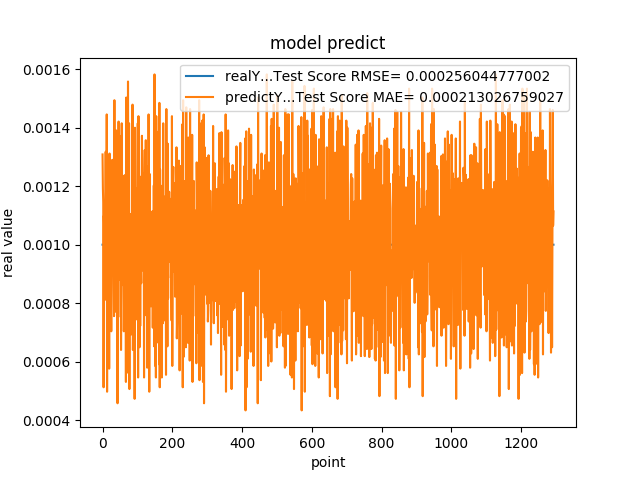 model predict
realY...Test Score RMSE= 0.000256044777002
predictY...Test Score MAE= 0.000213026759027
0.0016
0.0014
0.0012
0.0010
0.0008
0.0006
0.0004
real value
0 200 400 600 800 1000 1200
point